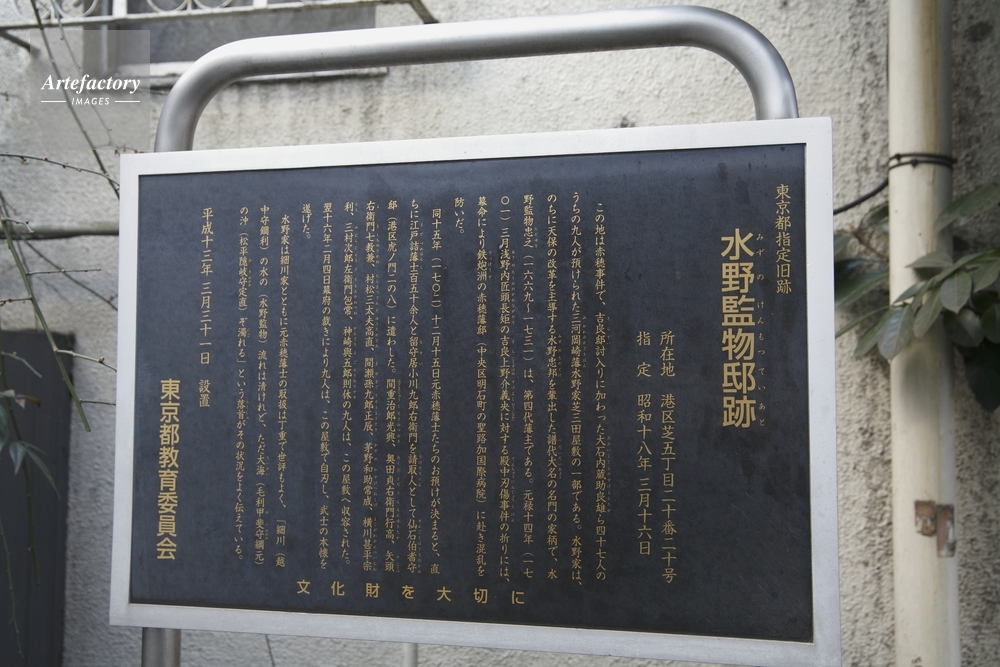 Artefactory
IMAGES
東京都指定旧跡
水野監物邸跡
みずのけんもつていあと
所在地 港区芝五丁目二十番二十号
指定 昭和十八年三月十六日
この地は赤穂事件で、吉良邸討入りに加わった大石内蔵助良雄ら四十七人の
うちの九人が預けられた三河岡崎藩水野家芝三田屋敷の一部である。水野家は、
のちに天保の改革を主導する水野忠邦を輩出した譜代大名の名門の家柄で、水
野監物忠之(一六六九〜一七三一)は、第四代藩主である。元禄十四年(一七
〇一)三月浅野内匠頭長矩の吉良上野介義央に対する殿中刃傷事件の折りには、
幕命により鉄炮洲の赤穂藩邸(中央区明石町の聖路加国際病院)に赴き混乱を
防いだ。
同十五年(一七〇二)十二月十五日元赤穂藩士たちのお預けが決まると、直
ちに江戸詰藩士百五十余人と留守居小川九郎右衛門を請取人として仙石伯耆守
邸(港区虎ノ門二の八)に遣わした。間重治郎光興、奥田貞右衛門行高、矢頭
右衛門七教兼、村松三太夫高直、間瀬孫九郎正辰、茅野和助常成、横川勘平宗
利、三村次郎左衛門包常、神崎與五郎則休の九人は、この屋敷へ収容された。
翌十六年二月四日幕府の裁きにより九人は、この屋敷で自刃し、武士の本懐を
遂げた。
水野家は細川家とともに元赤穂藩士の取扱は丁重で世評もよく、「細川(越
中守綱利)の水の(水野監物)流れは清けれど、ただ大海(毛利甲斐守綱元)
の沖(松平隠岐守定直)ぞ濁れる」という落首がその状況をよく伝えている。
平成十三年三月三十一日 設置
東京都教育委員会
文化財を大切に